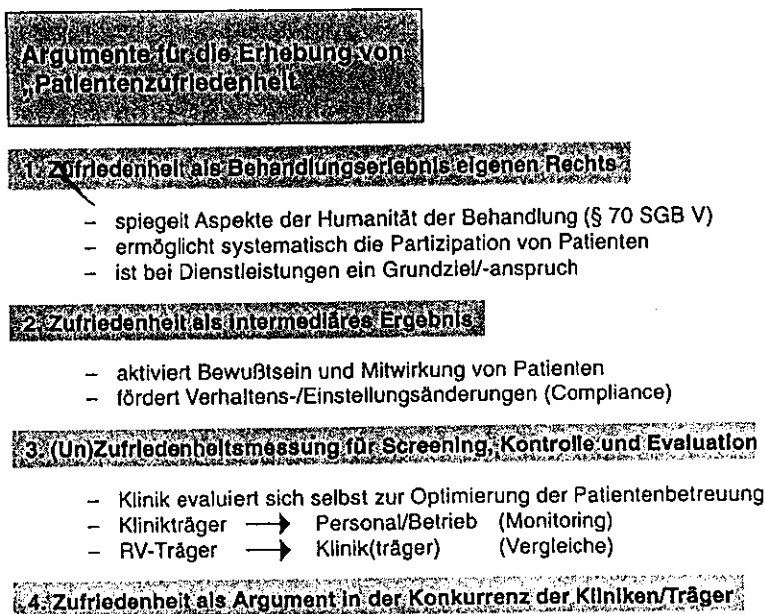 Argumente für die Erhebung von
„Patientenzufriedenheit
1. Zufriedenheit als Behandlungserlebnis eigenen Rechts
– spiegelt Aspekte der Humanität der Behandlung (§ 70 SGB V)
– ermöglicht systematisch die Partizipation von Patienten
– ist bei Dienstleistungen ein Grundziel/-anspruch
2. Zufriedenheit als intermediäres Ergebnis
– aktiviert Bewußtsein und Mitwirkung von Patienten
– fördert Verhaltens-/Einstellungsänderungen (Compliance)
3. (Un)Zufriedenheitsmessung für Screening, Kontrolle und Evaluation
– Klinik evaluiert sich selbst zur Optimierung der Patientenbetreuung
– Klinikträger → Personal/Betrieb (Monitoring)
– RV-Träger → Klinik(träger) (Vergleiche)
4. Zufriedenheit als Argument in der Konkurrenz der Kliniken/Träger